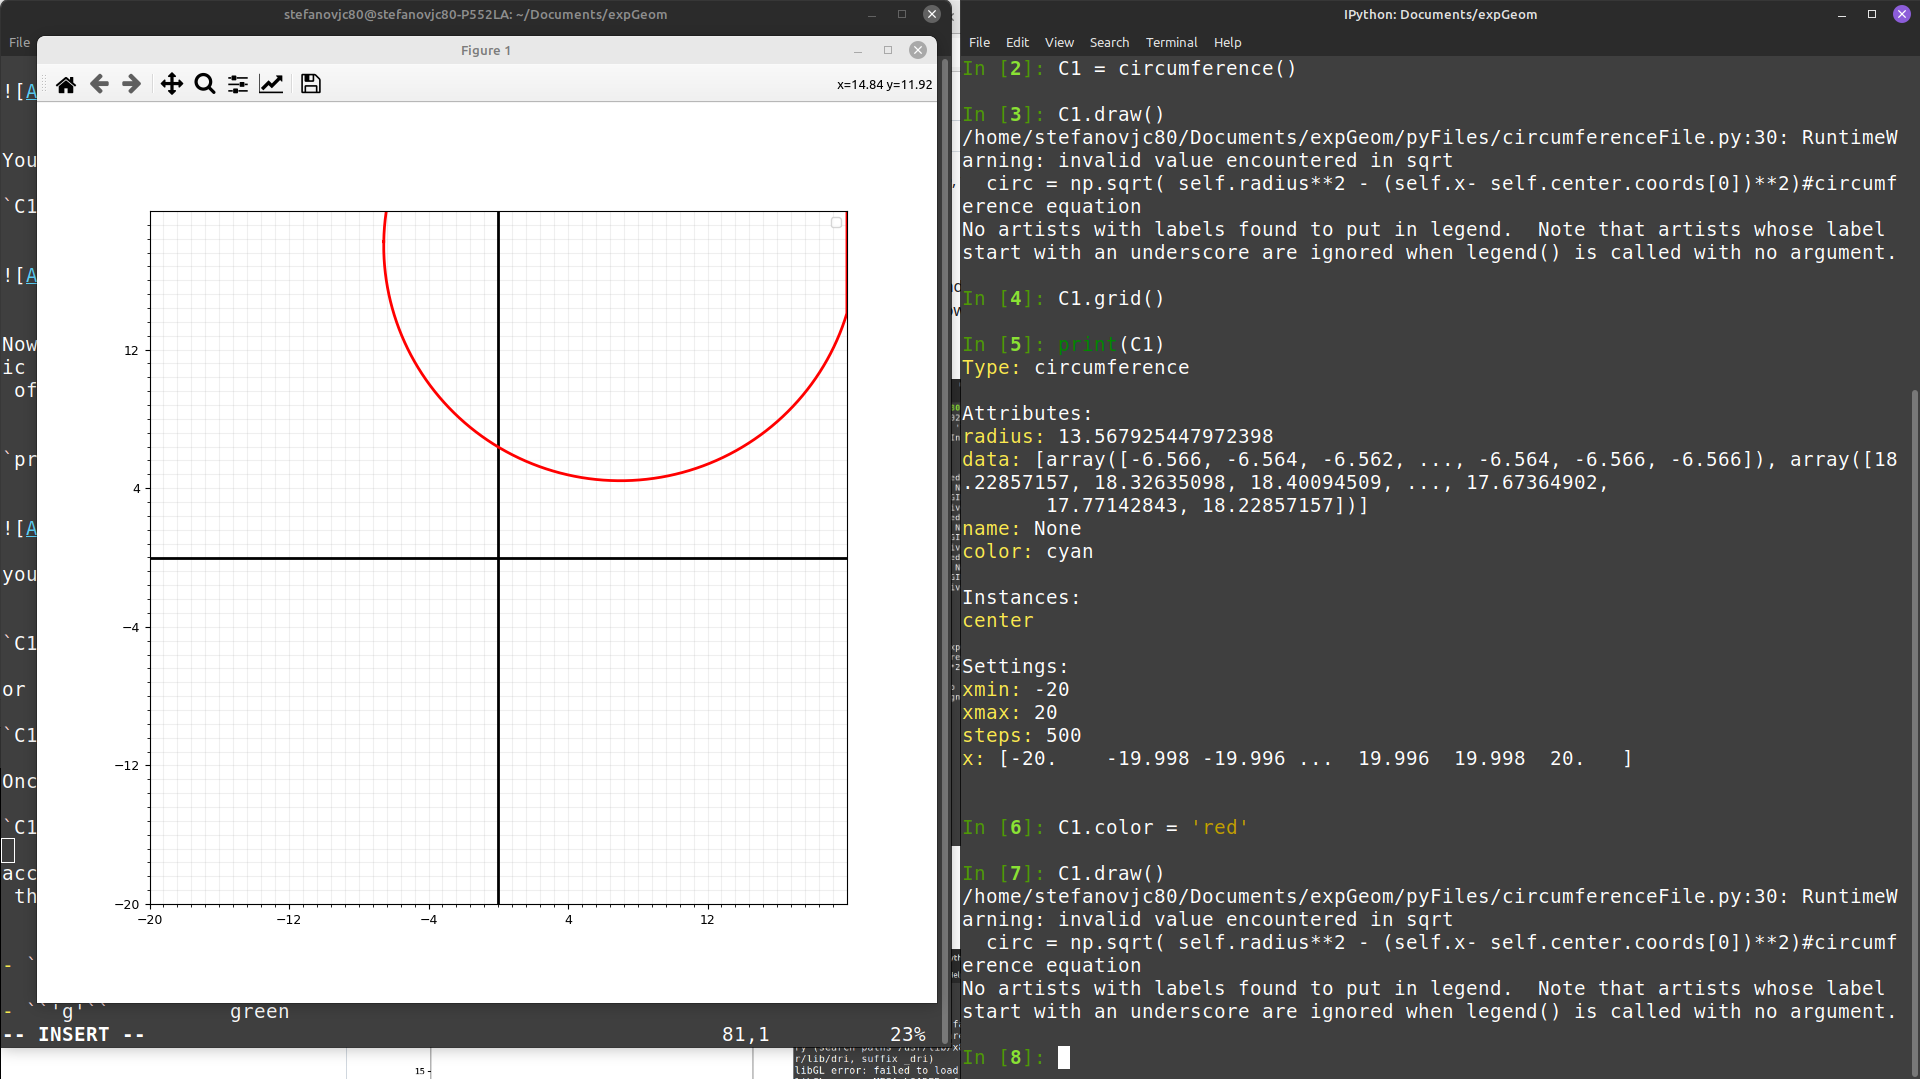 stefanovjc80@stefanovjc80-P552LA: ~/Documents/expGeom
File
Figure 1
x=14.84 y=11.92
![A
You
`C1
![A
Now
ic
of
`pr
![A
you
`C1
or
`C1
Onc
`C1
acc
th
12
4
−4
−12
−20
−20
−12
−4
4
12
- `
- ``'g'`` green
-- INSERT -- 81,1 23%
15
r/lib/dri, suffix _dri)
libGL error: failed to load
IPython: Documents/expGeom
File Edit View Search Terminal Help
In [2]: C1 = circumference()
In [3]: C1.draw()
/home/stefanovjc80/Documents/expGeom/pyFiles/circumferenceFile.py:30: RuntimeW
arning: invalid value encountered in sqrt
circ = np.sqrt( self.radius**2 - (self.x- self.center.coords[0])**2)#circumf
erence equation
No artists with labels found to put in legend.  Note that artists whose label
start with an underscore are ignored when legend() is called with no argument.
In [4]: C1.grid()
In [5]: print(C1)
Type: circumference
Attributes:
radius: 13.567925447972398
data: [array([-6.566, -6.564, -6.562, ..., -6.564, -6.566, -6.566]), array([18
.22857157, 18.32635098, 18.40094509, ..., 17.67364902,
17.77142843, 18.22857157])]
name: None
color: cyan
Instances:
center
Settings:
xmin: -20
xmax: 20
steps: 500
x: [-20.    -19.998 -19.996 ...  19.996  19.998  20.   ]
In [6]: C1.color = 'red'
In [7]: C1.draw()
/home/stefanovjc80/Documents/expGeom/pyFiles/circumferenceFile.py:30: RuntimeW
arning: invalid value encountered in sqrt
circ = np.sqrt( self.radius**2 - (self.x- self.center.coords[0])**2)#circumf
erence equation
No artists with labels found to put in legend.  Note that artists whose label
start with an underscore are ignored when legend() is called with no argument.
In [8]: